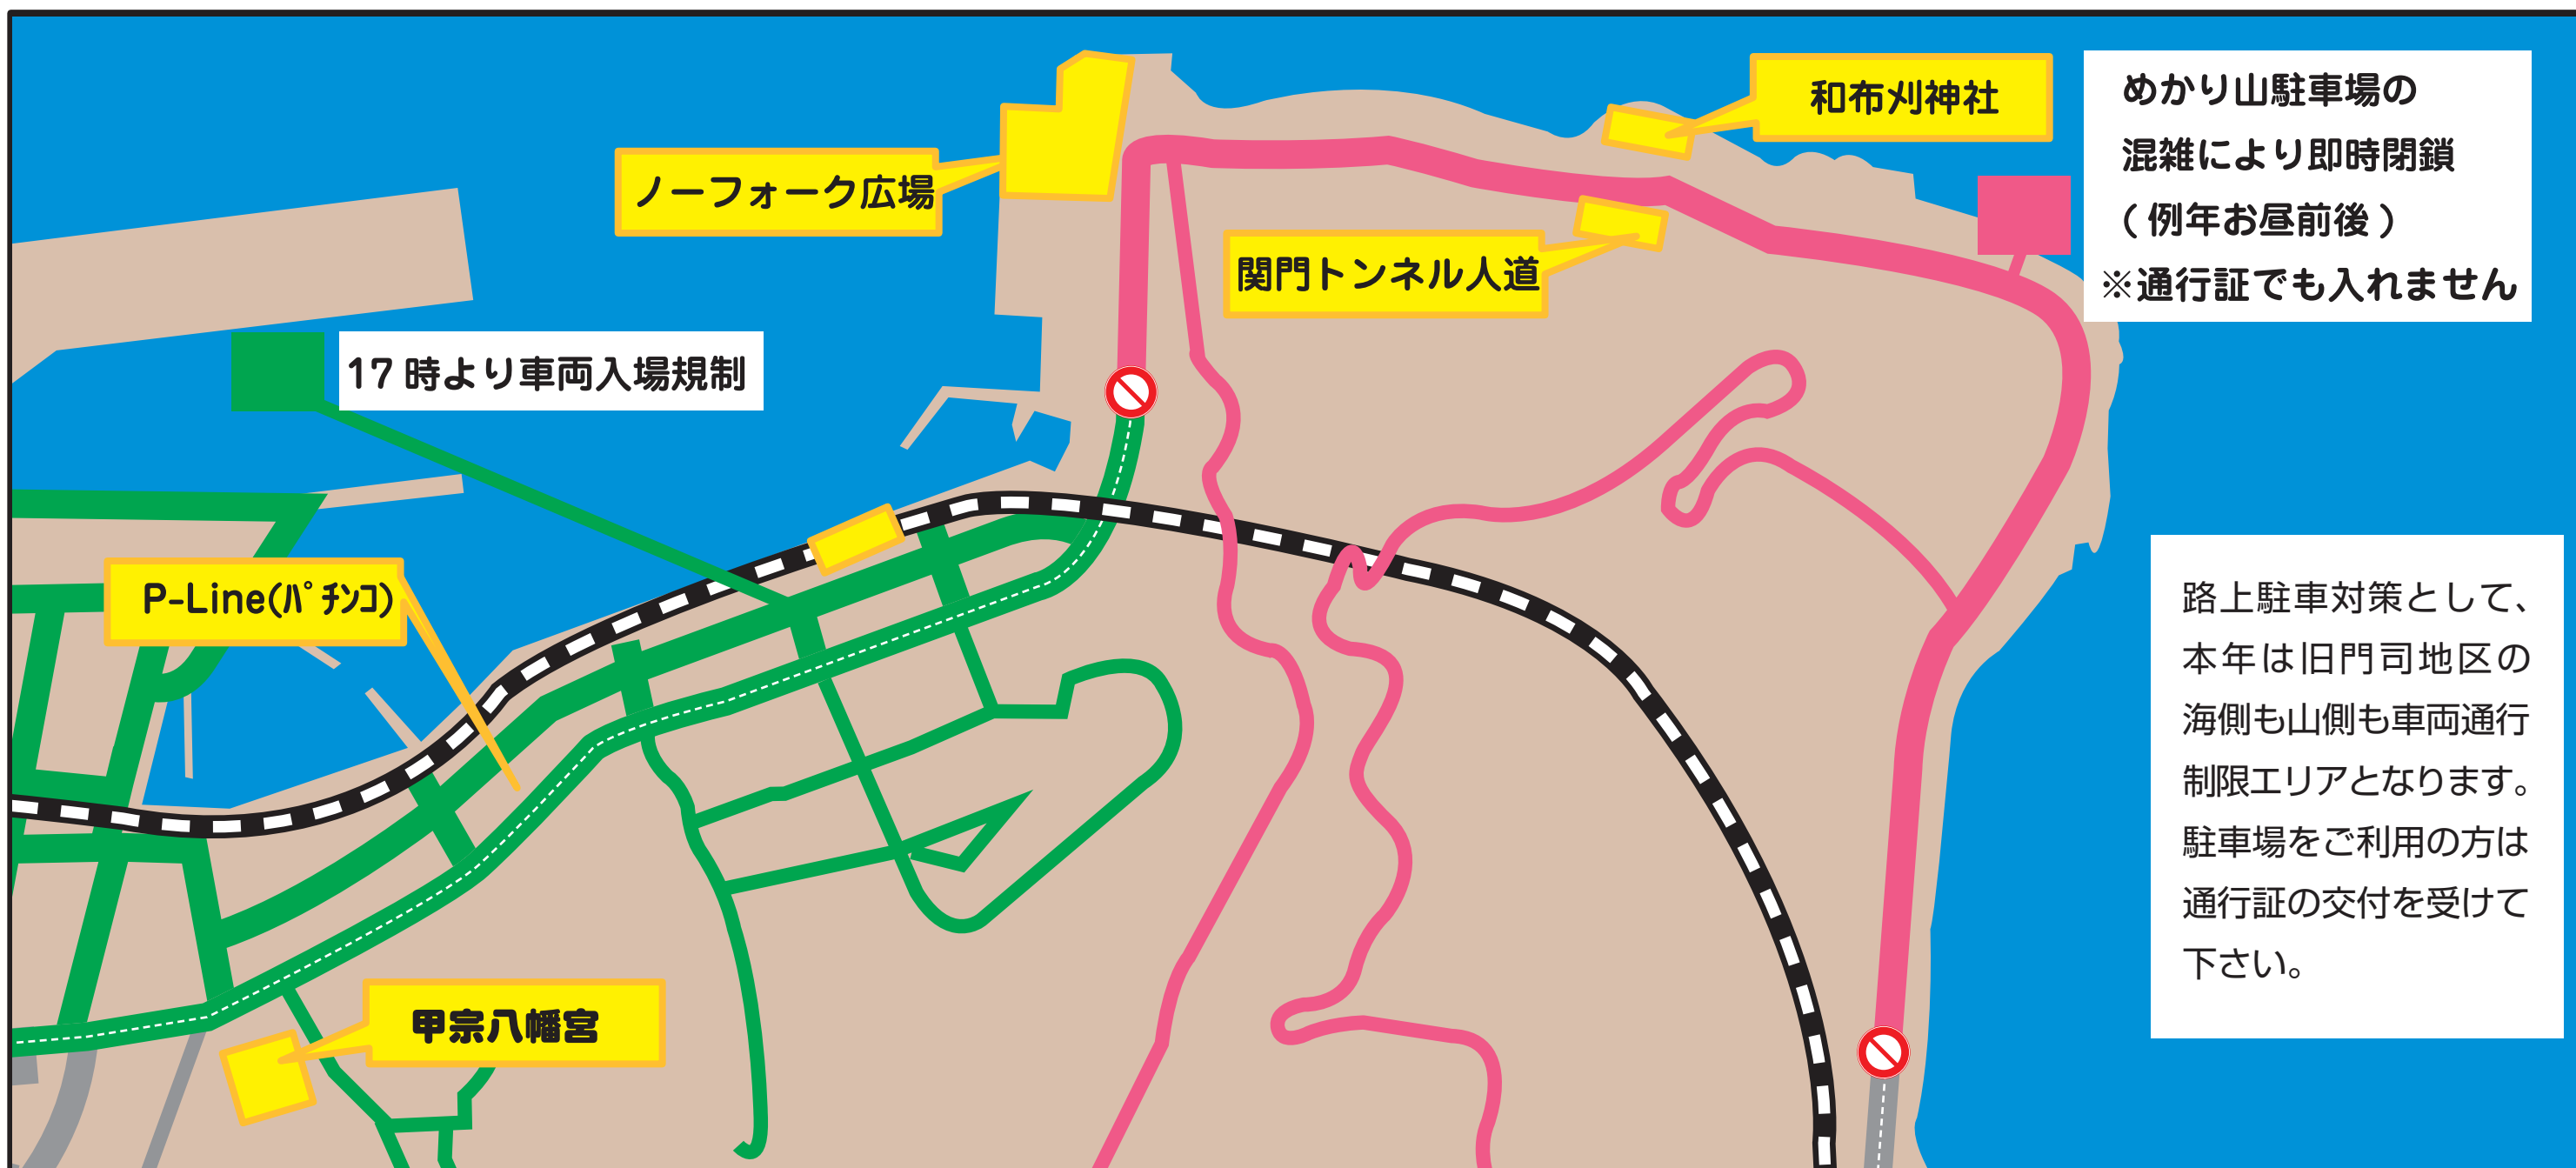 和布刈神社
ノーフォーク広場
関門トンネル人道
めかり山駐車場の
混雑により即時閉鎖
(例年お昼前後)
※通行証でも入れません
17時より車両入場規制
P-Line(ﾊﾟﾁﾝｺ)
甲宗八幡宮
路上駐車対策として、
本年は旧門司地区の
海側も山側も車両通行
制限エリアとなります。
駐車場をご利用の方は
通行証の交付を受けて
下さい。